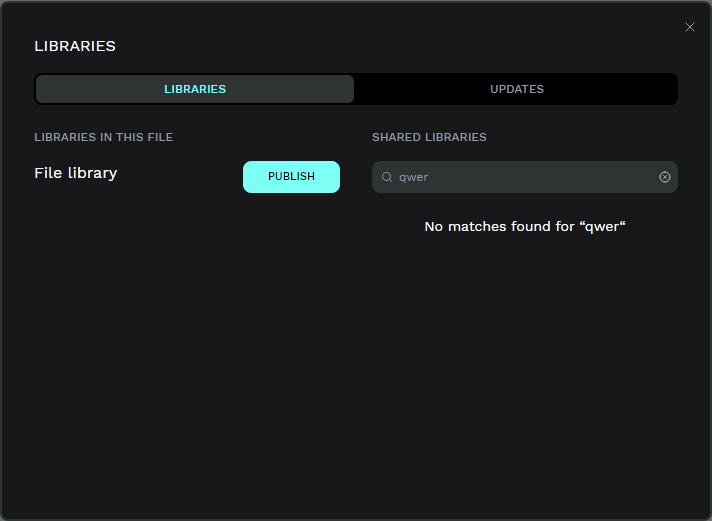 LIBRARIES
LIBRARIES
UPDATES
LIBRARIES IN THIS FILE
File library
PUBLISH
SHARED LIBRARIES
qwer
No matches found for “qwer“